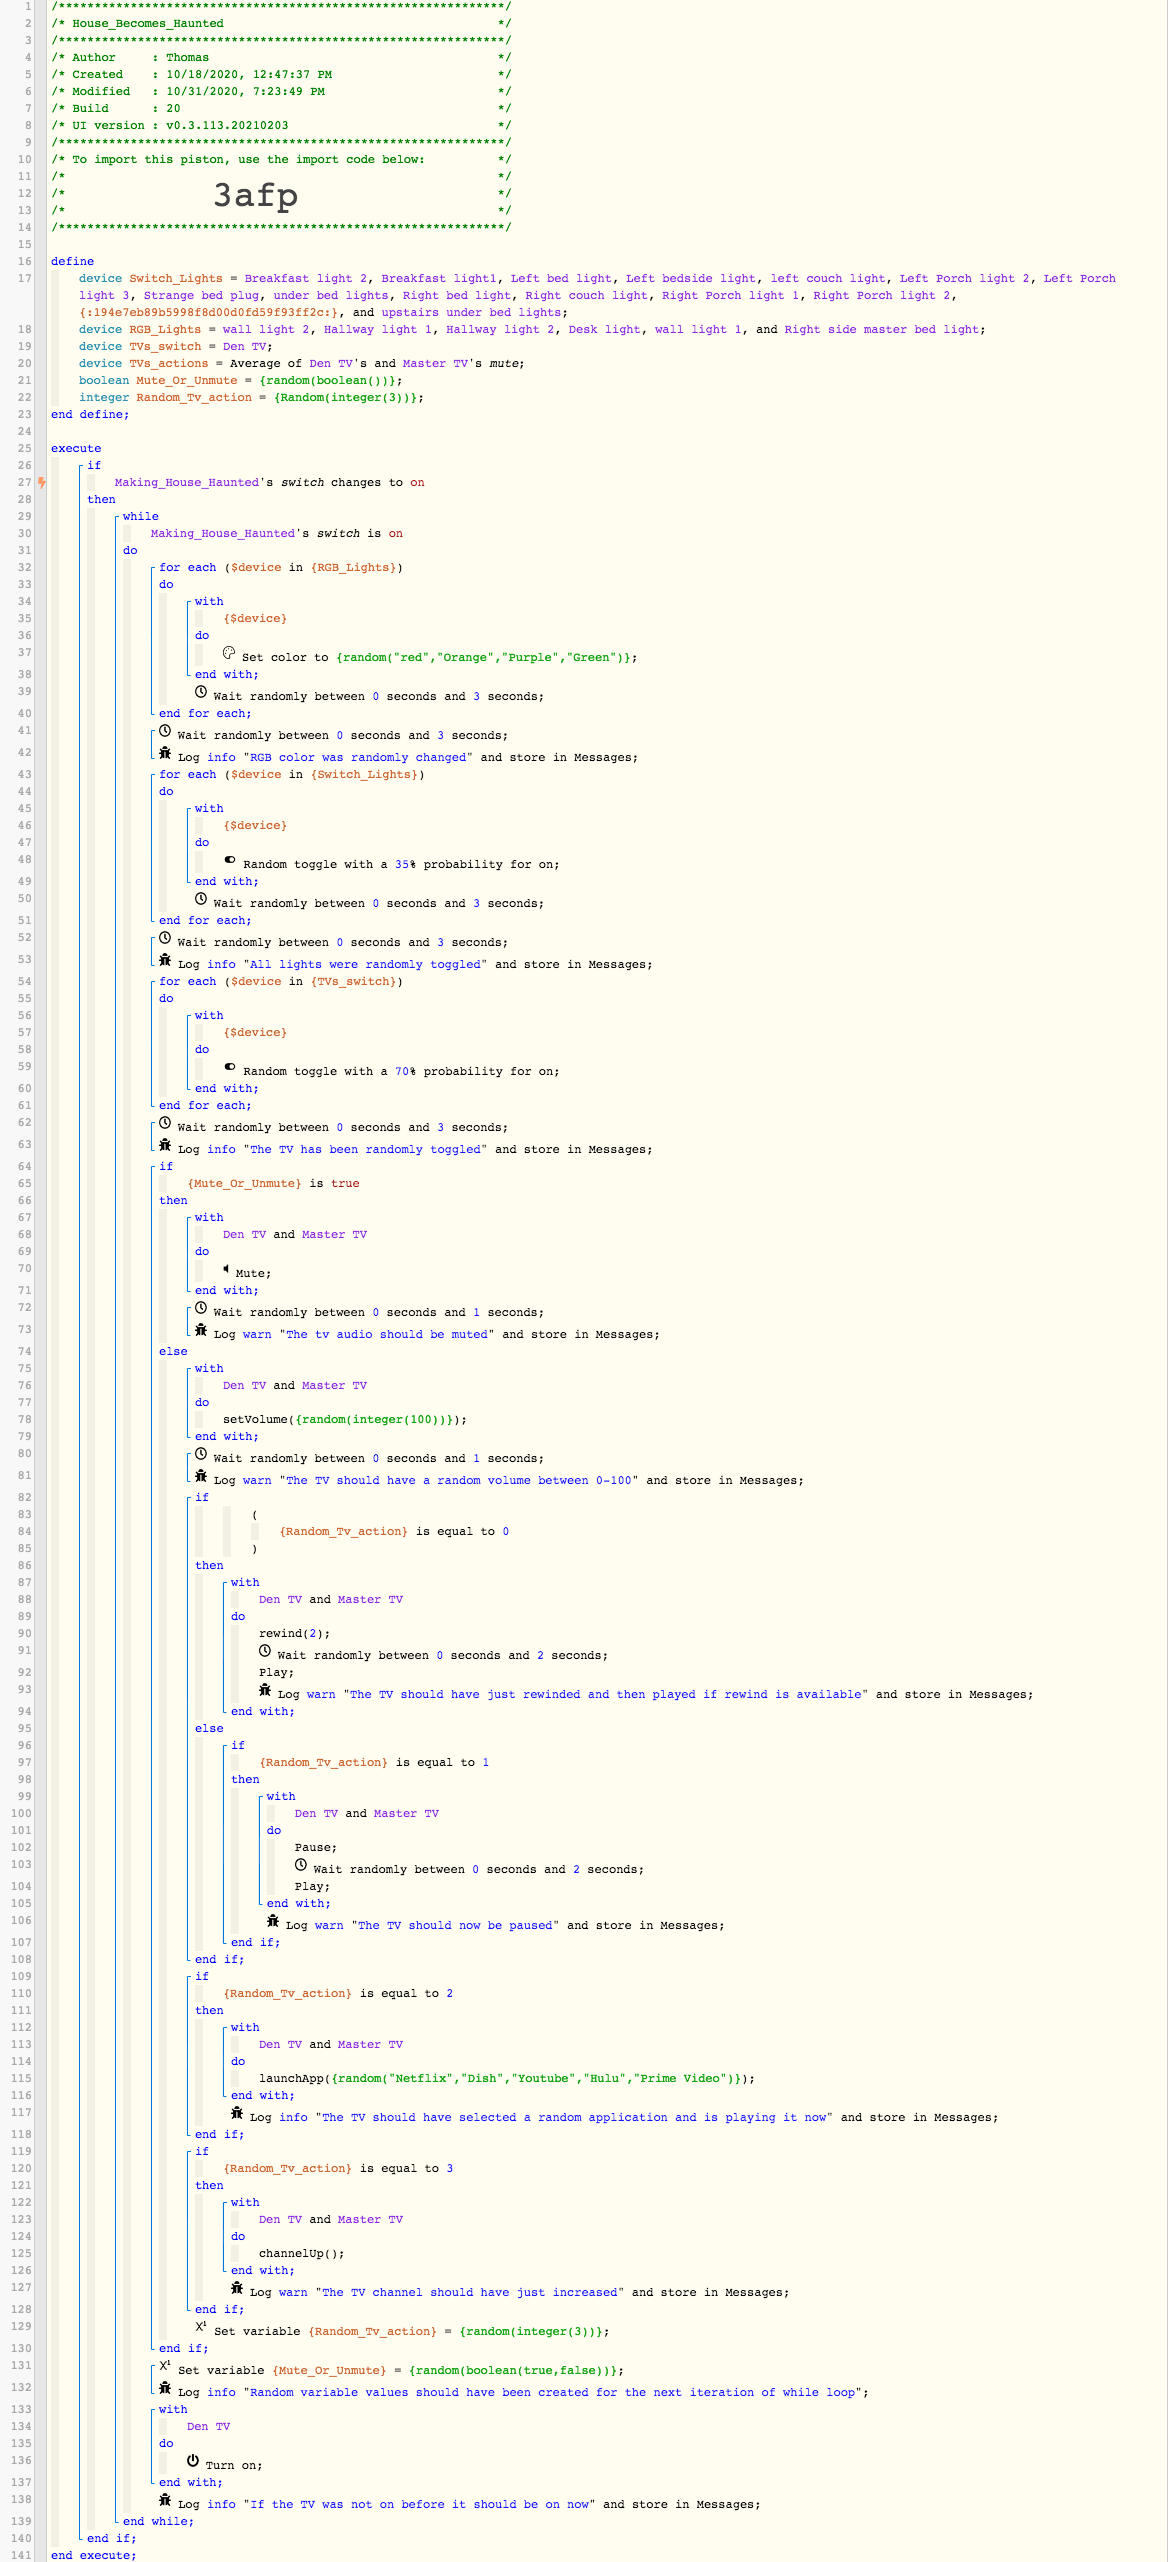 1 /**************************************************************/
2 /* House_Becomes_Haunted */
3 /**************************************************************/
4 /* Author : Thomas */
5 /* Created : 10/18/2020, 12:47:37 PM */
6 /* Modified : 10/31/2020, 7:23:49 PM */
7 /* Build : 20 */
8 /* UI version : v0.3.113.20210203 */
9 /**************************************************************/
10 /* To import this piston, use the import code below: */
11 /* */
12 /* 3afp */
13 /* */
14 /**************************************************************/
15
16 define
17 device Switch_Lights = Breakfast light 2, Breakfast light1, Left bed light, Left bedside light, left couch light, Left Porch light 2, Left Porch
light 3, Strange bed plug, under bed lights, Right bed light, Right couch light, Right Porch light 1, Right Porch light 2,
{:194e7eb89b5998f8d00d0fd59f93ff2c:}, and upstairs under bed lights;
18 device RGB_Lights = wall light 2, Hallway light 1, Hallway light 2, Desk light, wall light 1, and Right side master bed light;
19 device TVs_switch = Den TV;
20 device TVs_actions = Average of Den TV's and Master TV's mute;
21 boolean Mute_Or_Unmute = {random(boolean())};
22 integer Random_Tv_action = {Random(integer(3))};
23 end define;
24
25 execute
26 if
27 Making_House_Haunted's switch changes to on
28 then
29 while
30 Making_House_Haunted's switch is on
31 do
32 for each ($device in {RGB_Lights})
33 do
34 with
35 {$device}
36 do
37 Set color to {random("red","Orange","Purple","Green")};
38 end with;
39 Wait randomly between 0 seconds and 3 seconds;
40 end for each;
41 Wait randomly between 0 seconds and 3 seconds;
42 Log info "RGB color was randomly changed" and store in Messages;
43 for each ($device in {Switch_Lights})
44 do
45 with
46 {$device}
47 do
48 Random toggle with a 35% probability for on;
49 end with;
50 Wait randomly between 0 seconds and 3 seconds;
51 end for each;
52 Wait randomly between 0 seconds and 3 seconds;
53 Log info "All lights were randomly toggled" and store in Messages;
54 for each ($device in {TVs_switch})
55 do
56 with
57 {$device}
58 do
59 Random toggle with a 70% probability for on;
60 end with;
61 end for each;
62 Wait randomly between 0 seconds and 3 seconds;
63 Log info "The TV has been randomly toggled" and store in Messages;
64 if
65 {Mute_Or_Unmute} is true
66 then
67 with
68 Den TV and Master TV
69 do
70 Mute;
71 end with;
72 Wait randomly between 0 seconds and 1 seconds;
73 Log warn "The tv audio should be muted" and store in Messages;
74 else
75 with
76 Den TV and Master TV
77 do
78 setVolume({random(integer(100))});
79 end with;
80 Wait randomly between 0 seconds and 1 seconds;
81 Log warn "The TV should have a random volume between 0-100" and store in Messages;
82 if
83 (
84 {Random_Tv_action} is equal to 0
85 )
86 then
87 with
88 Den TV and Master TV
89 do
90 rewind(2);
91 Wait randomly between 0 seconds and 2 seconds;
92 Play;
93 Log warn "The TV should have just rewinded and then played if rewind is available" and store in Messages;
94 end with;
95 else
96 if
97 {Random_Tv_action} is equal to 1
98 then
99 with
100 Den TV and Master TV
101 do
102 Pause;
103 Wait randomly between 0 seconds and 2 seconds;
104 Play;
105 end with;
106 Log warn "The TV should now be paused" and store in Messages;
107 end if;
108 end if;
109 if
110 {Random_Tv_action} is equal to 2
111 then
112 with
113 Den TV and Master TV
114 do
115 launchApp({random("Netflix","Dish","Youtube","Hulu","Prime Video")});
116 end with;
117 Log info "The TV should have selected a random application and is playing it now" and store in Messages;
118 end if;
119 if
120 {Random_Tv_action} is equal to 3
121 then
122 with
123 Den TV and Master TV
124 do
125 channelUp();
126 end with;
127 Log warn "The TV channel should have just increased" and store in Messages;
128 end if;
129 X¹ Set variable {Random_Tv_action} = {random(integer(3))};
130 end if;
131 X¹ Set variable {Mute_Or_Unmute} = {random(boolean(true,false))};
132 Log info "Random variable values should have been created for the next iteration of while loop";
133 with
134 Den TV
135 do
136 Turn on;
137 end with;
138 Log info "If the TV was not on before it should be on now" and store in Messages;
139 end while;
140 end if;
141 end execute;